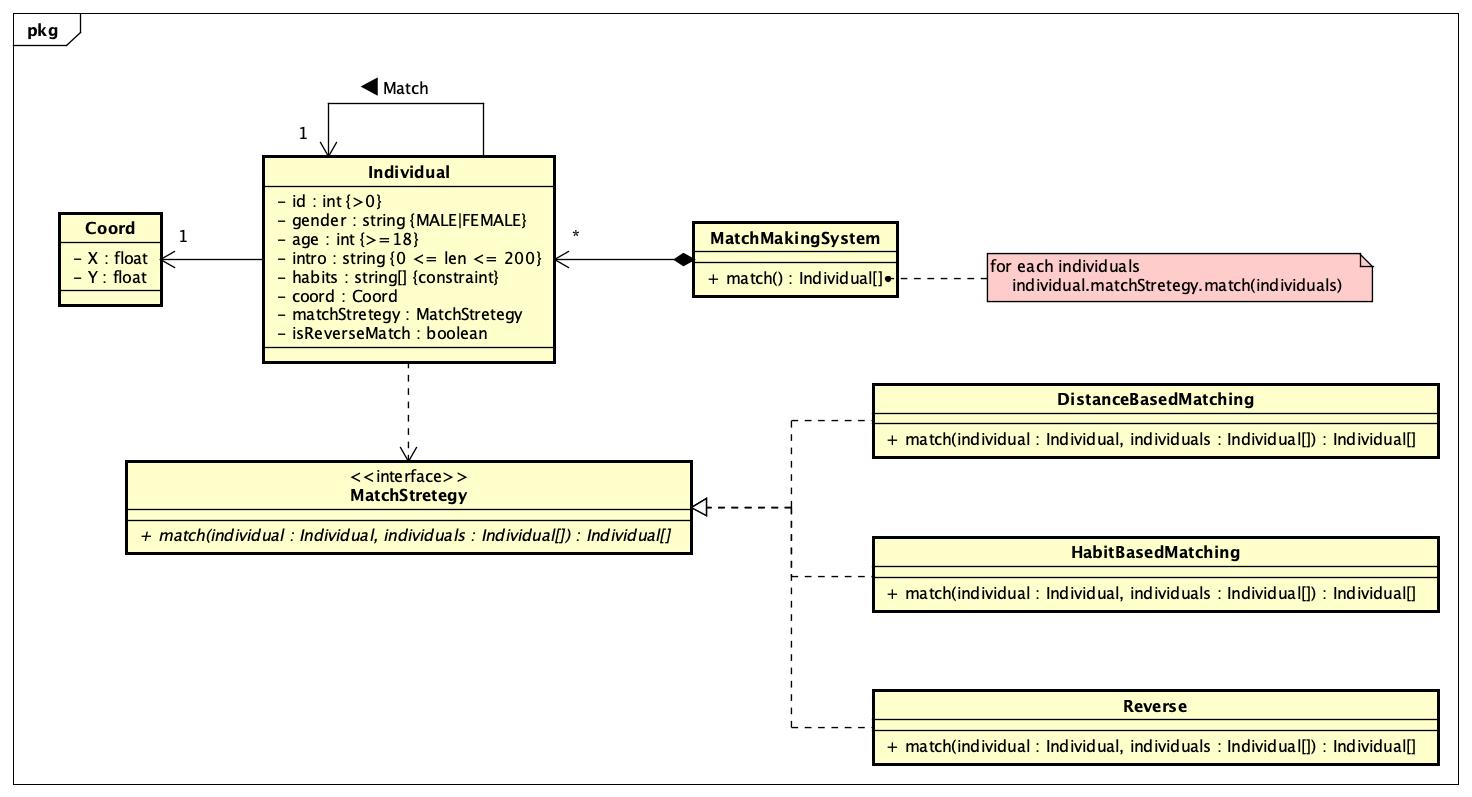 pkg
Match
1
Individual
- id : int {>0}
- gender : string {MALE|FEMALE}
- age : int {>=18}
- intro : string {0 <= len <= 200}
- habits : string[] {constraint}
- coord : Coord
- matchStretegy : MatchStretegy
- isReverseMatch : boolean
Coord
- X : float
- Y : float
1
*
MatchMakingSystem
+ match() : Individual[]
for each individuals
individual.matchStretegy.match(individuals)
<<interface>>
MatchStretegy
+ match(individual : Individual, individuals : Individual[]) : Individual[]
DistanceBasedMatching
+ match(individual : Individual, individuals : Individual[]) : Individual[]
HabitBasedMatching
+ match(individual : Individual, individuals : Individual[]) : Individual[]
Reverse
+ match(individual : Individual, individuals : Individual[]) : Individual[]